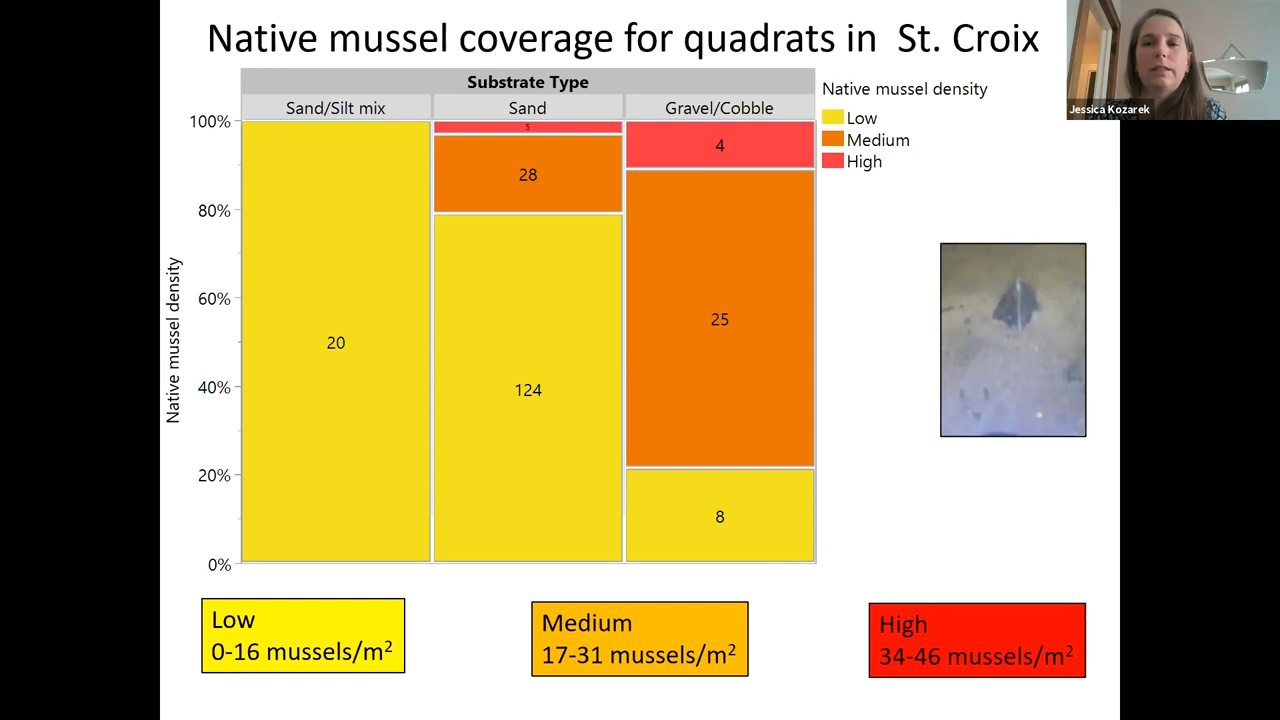 Native mussel coverage for quadrats in St. Croix
Jessica Kozarek
Substrate Type
Sand/Silt mix
Sand
Gravel/Cobble
Native mussel density
Low
Medium
High
Native mussel density
100%
80%
60%
40%
20%
0%
20
5
28
124
4
25
8
Low
0-16 mussels/m²
Medium
17-31 mussels/m²
High
34-46 mussels/m²